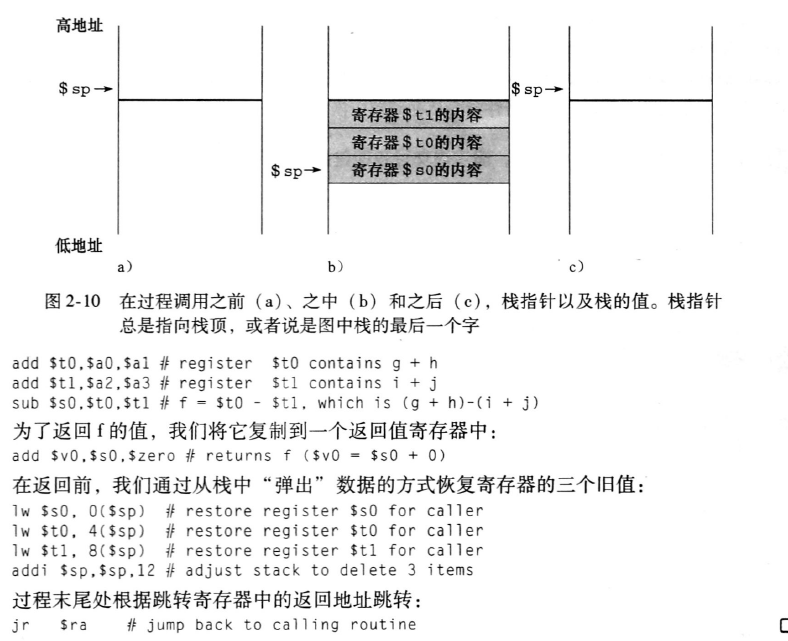 高地址
$sp→
$sp→
寄存器$t1的内容
寄存器$t0的内容
$sp→
寄存器$s0的内容
低地址
a)
b)
c)
图2-10 在过程调用之前（a）、之中（b）和之后（c），栈指针以及栈的值。栈指针
总是指向栈顶，或者说是图中栈的最后一个字
add $t0,$a0,$a1 # register $t0 contains g + h
add $t1,$a2,$a3 # register $t1 contains i + j
sub $s0,$t0,$t1 # f = $t0 - $t1, which is (g + h)-(i + j)
为了返回f的值，我们将它复制到一个返回值寄存器中：
add $v0,$s0,$zero # returns f ($v0 = $s0 + 0)
在返回前，我们通过从栈中“弹出”数据的方式恢复寄存器的三个旧值：
lw $s0, 0($sp) # restore register $s0 for caller
lw $t0, 4($sp) # restore register $t0 for caller
lw $t1, 8($sp) # restore register $t1 for caller
addi $sp,$sp,12 # adjust stack to delete 3 items
过程末尾处根据跳转寄存器中的返回地址跳转：
jr $ra # jump back to calling routine